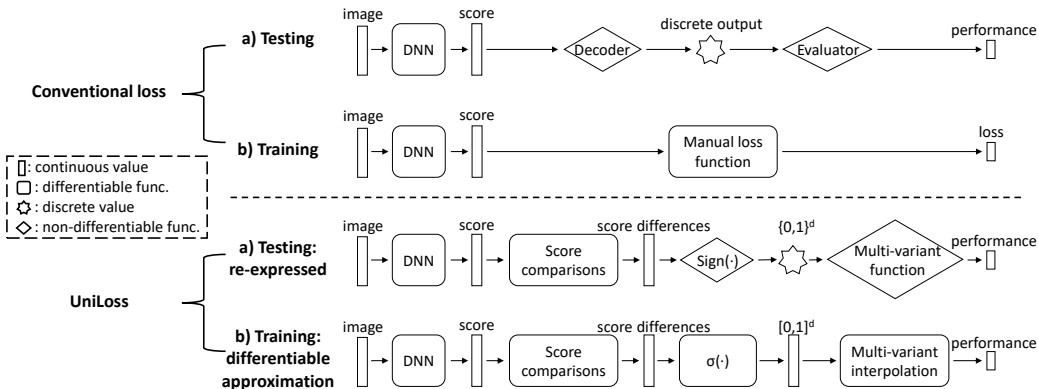 image
score
discrete output
performance
a) Testing
DNN
Decoder
Evaluator
Conventional loss
image
score
loss
b) Training
DNN
Manual loss
function
: continuous value
: differentiable func.
: discrete value
: non-differentiable func.
image
score
score differences
{0,1}ᵈ
performance
a) Testing:
re-expressed
DNN
Score
comparisons
Sign(·)
Multi-variant
function
UniLoss
image
score
score differences
[0,1]ᵈ
performance
b) Training:
differentiable
approximation
DNN
Score
comparisons
σ(·)
Multi-variant
interpolation